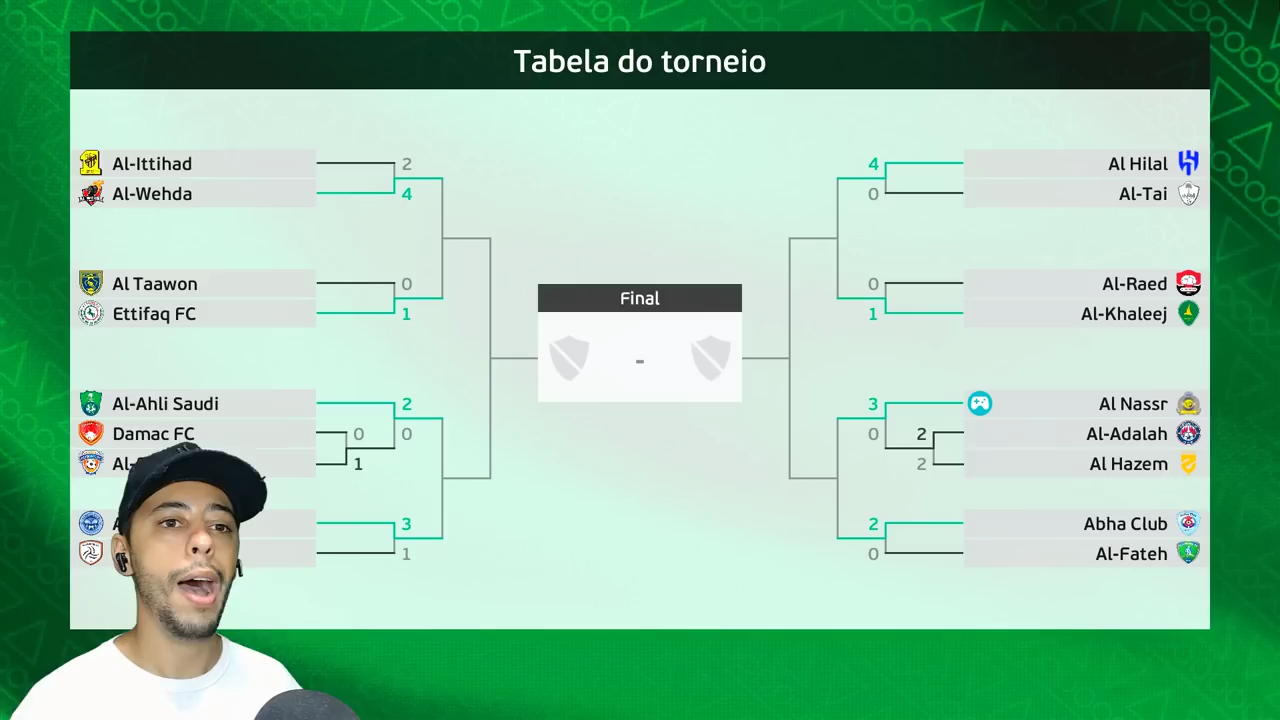 Tabela do torneio
Al-Ittihad 2
Al-Wehda 4
Al Taawon 0
Ettifaq FC 1
Al-Ahli Saudi 2
Damac FC 0 0
1
3
1
Final
-
4 Al Hilal
0 Al-Tai
0 Al-Raed
1 Al-Khaleej
3 Al Nassr
0 2 Al-Adalah
2 Al Hazem
2 Abha Club
0 Al-Fateh